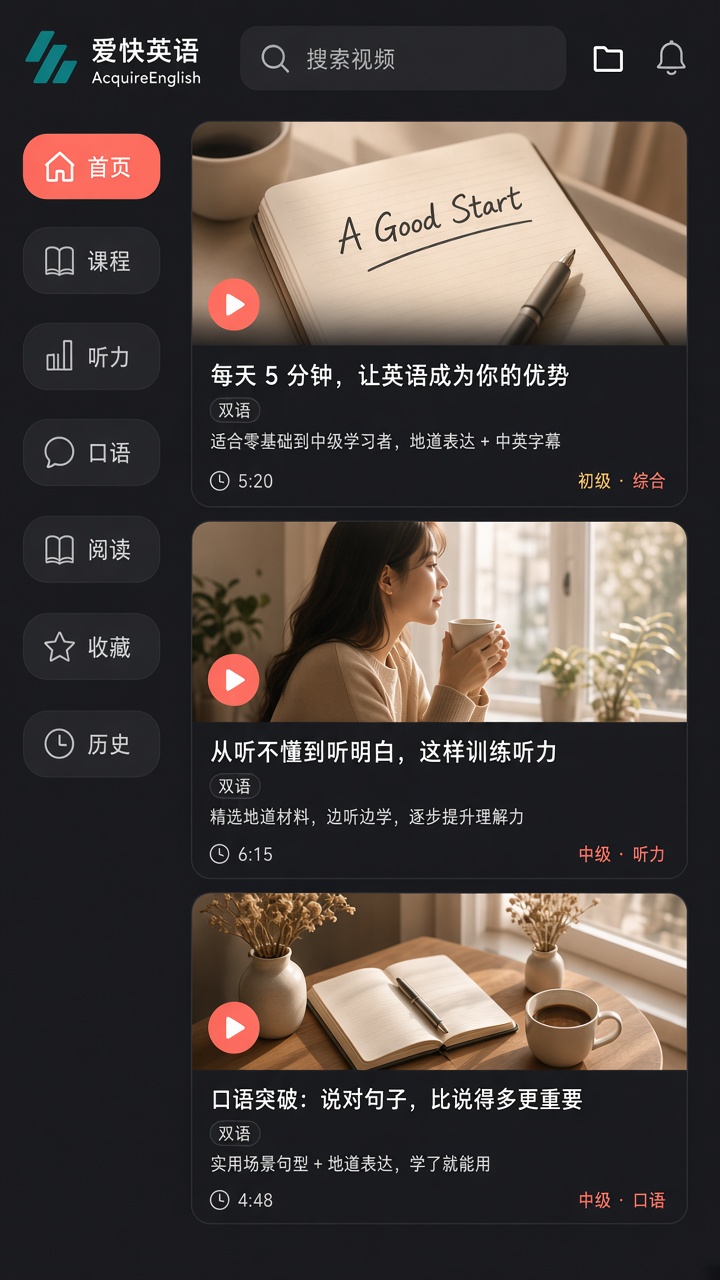 爱快英语
AcquireEnglish
搜索视频
首页
课程
听力
口语
阅读
收藏
历史
A Good Start
每天 5 分钟，让英语成为你的优势
双语
适合零基础到中级学习者，地道表达 + 中英字幕
5:20
初级 · 综合
从听不懂到听明白，这样训练听力
双语
精选地道材料，边听边学，逐步提升理解力
6:15
中级 · 听力
口语突破：说对句子，比说得多更重要
双语
实用场景句型 + 地道表达，学了就能用
4:48
中级 · 口语